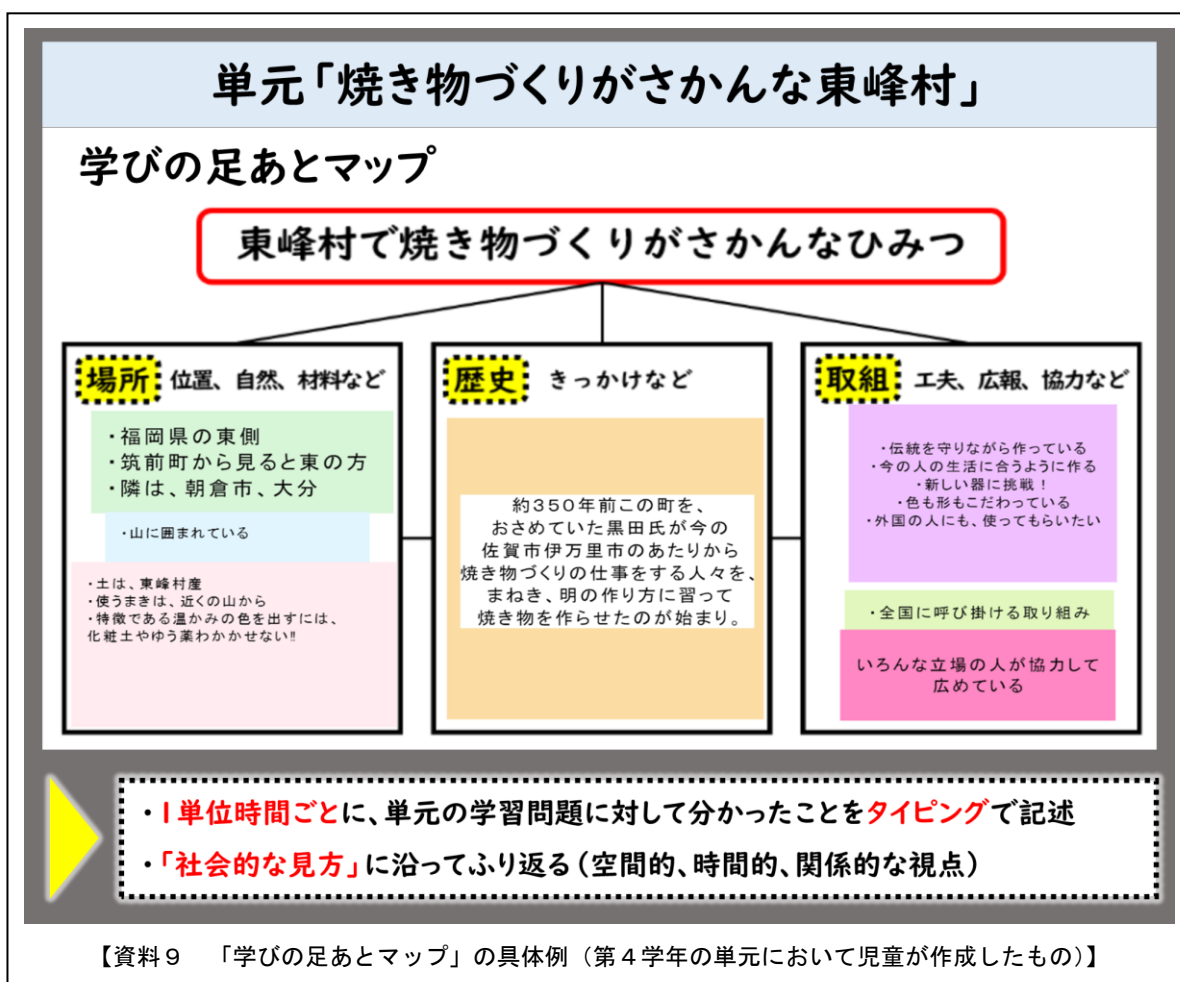 単元「焼き物づくりがさかんな東峰村」
学びの足あとマップ
東峰村で焼き物づくりがさかんなひみつ
場所 位置、自然、材料など
・福岡県の東側
・筑前町から見ると東の方
・隣は、朝倉市、大分
・山に囲まれている
・土は、東峰村産
・使うまきは、近くの山から
・特徴である温かみの色を出すには、
化粧土やゆう薬わかかせない!!
歴史 きっかけなど
約350年前この町を、
おさめていた黒田氏が今の
佐賀市伊万里市のあたりから
焼き物づくりの仕事をする人々を、
まねき、明の作り方に習って
焼き物を作らせたのが始まり。
取組 工夫、広報、協力など
・伝統を守りながら作っている
・今の人の生活に合うように作る
・新しい器に挑戦！
・色も形もこだわっている
・外国の人にも、使ってもらいたい
・全国に呼び掛ける取り組み
いろんな立場の人が協力して
広めている
・1単位時間ごとに、単元の学習問題に対して分かったことをタイピングで記述
・「社会的な見方」に沿ってふり返る（空間的、時間的、関係的な視点）
【資料９　「学びの足あとマップ」の具体例（第４学年の単元において児童が作成したもの）】